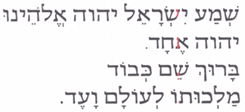 שְׁמַע יִשְׂרָאֵל יהוה אֱלֹהֵינוּ
יהוה אֶחָד.
בָּרוּךְ שֵׁם כְּבוֹד
מַלְכוּתוֹ לְעוֹלָם וָעֶד.